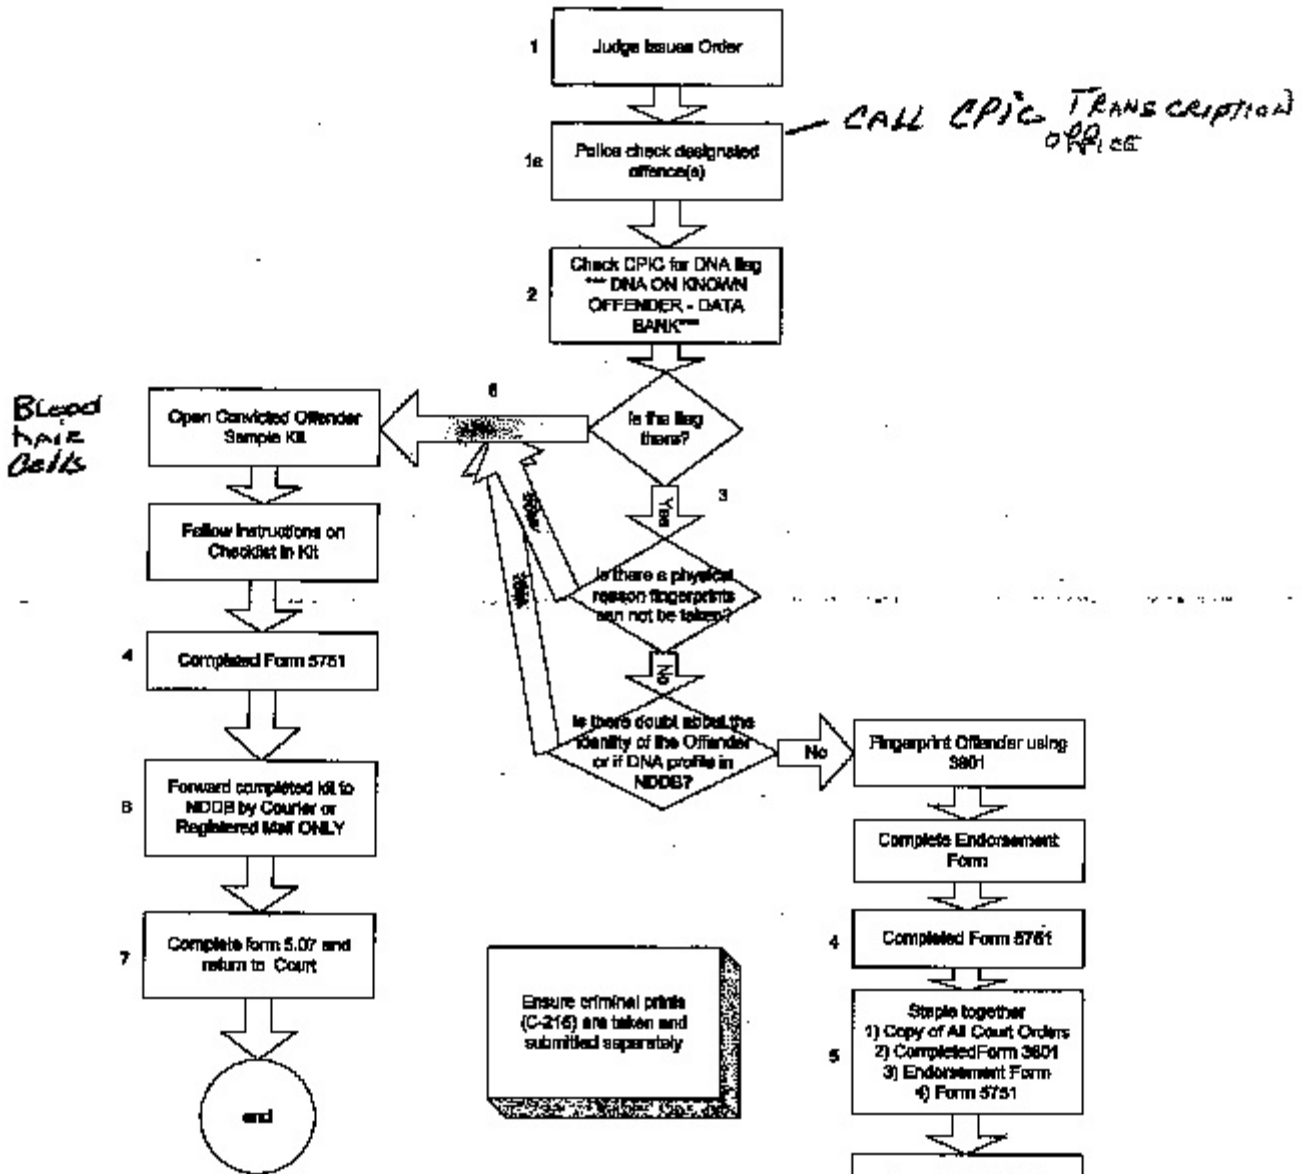 1
Judge Issues Order
CALL CPIC TRANSCRIPTION
OFFICE
1a
Police check designated
offence(s)
2
Check CPIC for DNA flag
*** DNA ON KNOWN
OFFENDER - DATA
BANK***
Blood
hair
Cells
Open Convicted Offender
Sample Kit
6
Is the flag
there?
Yes
3
Follow Instructions on
Checklist in Kit
Is there a physical
reason fingerprints
can not be taken?
No
4
Completed Form 5751
Is there doubt about the
identity of the Offender
or if DNA profile in
NDDB?
No
Fingerprint Offender using
3801
6
Forward completed kit to
NDDB by Courier or
Registered Mail ONLY
Complete Endorsement
Form
7
Complete form 5.07 and
return to Court
4
Completed Form 5751
Ensure criminal prints
(C-216) are taken and
submitted separately
5
Staple together
1) Copy of All Court Orders
2) Completed Form 3801
3) Endorsement Form
4) Form 5751
end